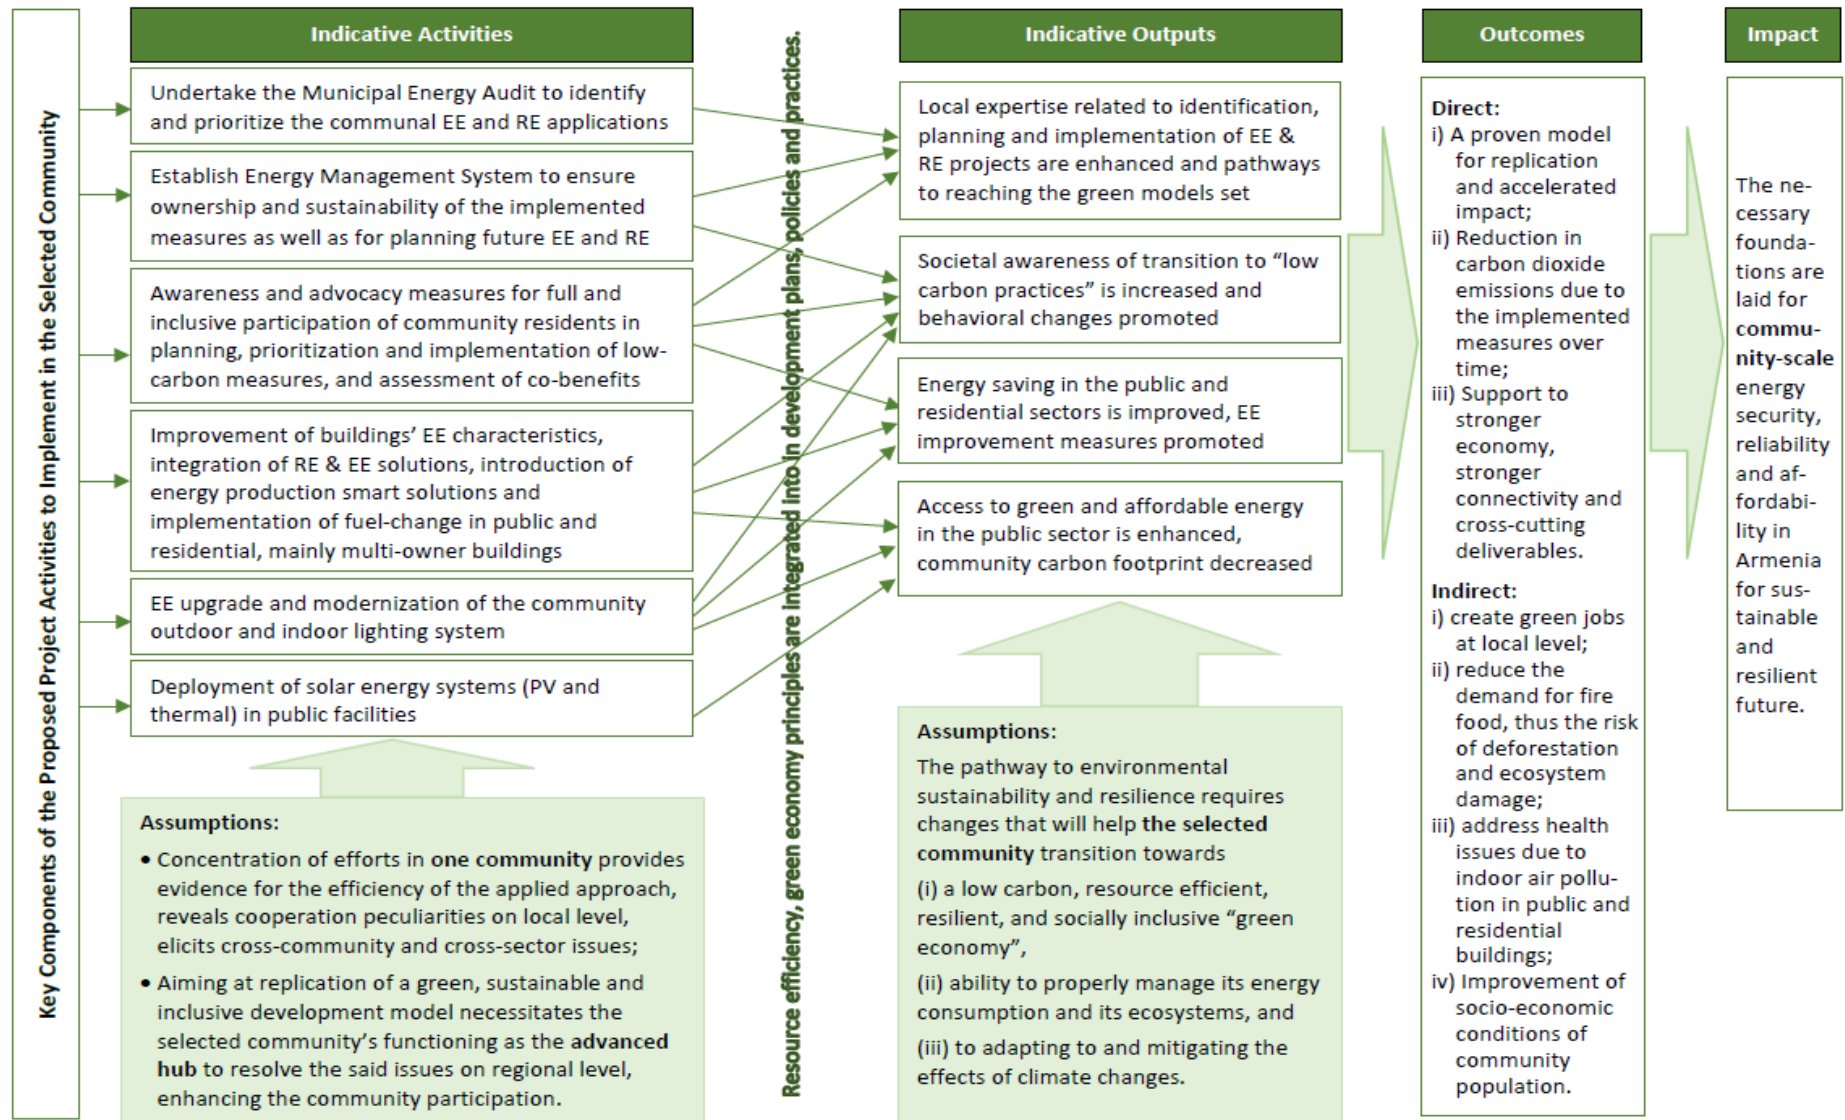 Key Components of the Proposed Project Activities to Implement in the Selected Community
Indicative Activities
Undertake the Municipal Energy Audit to identify
and prioritize the communal EE and RE applications
Establish Energy Management System to ensure
ownership and sustainability of the implemented
measures as well as for planning future EE and RE
Awareness and advocacy measures for full and
inclusive participation of community residents in
planning, prioritization and implementation of low-
carbon measures, and assessment of co-benefits
Improvement of buildings’ EE characteristics,
integration of RE & EE solutions, introduction of
energy production smart solutions and
implementation of fuel-change in public and
residential, mainly multi-owner buildings
EE upgrade and modernization of the community
outdoor and indoor lighting system
Deployment of solar energy systems (PV and
thermal) in public facilities
Assumptions:
• Concentration of efforts in one community provides
evidence for the efficiency of the applied approach,
reveals cooperation peculiarities on local level,
elicits cross-community and cross-sector issues;
• Aiming at replication of a green, sustainable and
inclusive development model necessitates the
selected community’s functioning as the advanced
hub to resolve the said issues on regional level,
enhancing the community participation.
Resource efficiency, green economy principles are integrated into in development plans, policies and practices.
Indicative Outputs
Local expertise related to identification,
planning and implementation of EE &
RE projects are enhanced and pathways
to reaching the green models set
Societal awareness of transition to “low
carbon practices” is increased and
behavioral changes promoted
Energy saving in the public and
residential sectors is improved, EE
improvement measures promoted
Access to green and affordable energy
in the public sector is enhanced,
community carbon footprint decreased
Assumptions:
The pathway to environmental
sustainability and resilience requires
changes that will help the selected
community transition towards
(i) a low carbon, resource efficient,
resilient, and socially inclusive “green
economy”,
(ii) ability to properly manage its energy
consumption and its ecosystems, and
(iii) to adapting to and mitigating the
effects of climate changes.
Outcomes
Direct:
i) A proven model
for replication
and accelerated
impact;
ii) Reduction in
carbon dioxide
emissions due to
the implemented
measures over
time;
iii) Support to
stronger
economy,
stronger
connectivity and
cross-cutting
deliverables.
Indirect:
i) create green jobs
at local level;
ii) reduce the
demand for fire
food, thus the risk
of deforestation
and ecosystem
damage;
iii) address health
issues due to
indoor air pollu-
tion in public and
residential
buildings;
iv) Improvement of
socio-economic
conditions of
community
population.
Impact
The ne-
cessary
founda-
tions are
laid for
commu-
nity-scale
energy
security,
reliability
and af-
fordabi-
lity in
Armenia
for sus-
tainable
and
resilient
future.